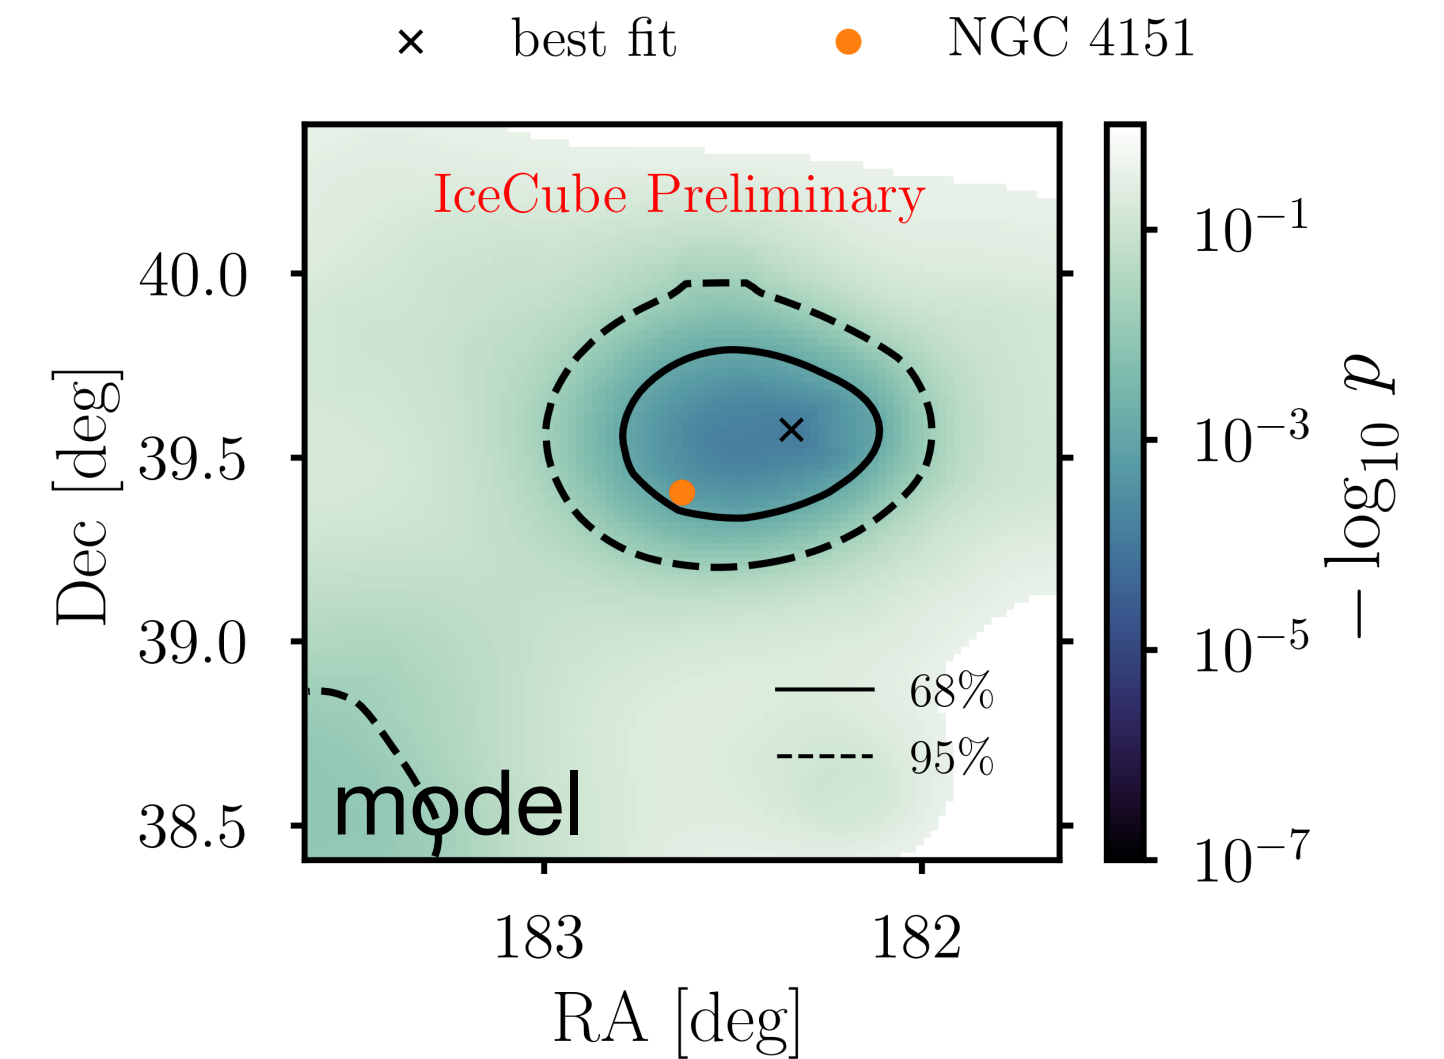 × best fit ● NGC 4151
IceCube Preliminary
40.0
39.5
39.0
38.5
Dec [deg]
68%
95%
model
183 182
RA [deg]
10⁻¹
10⁻³
10⁻⁵
10⁻⁷
− log₁₀ p